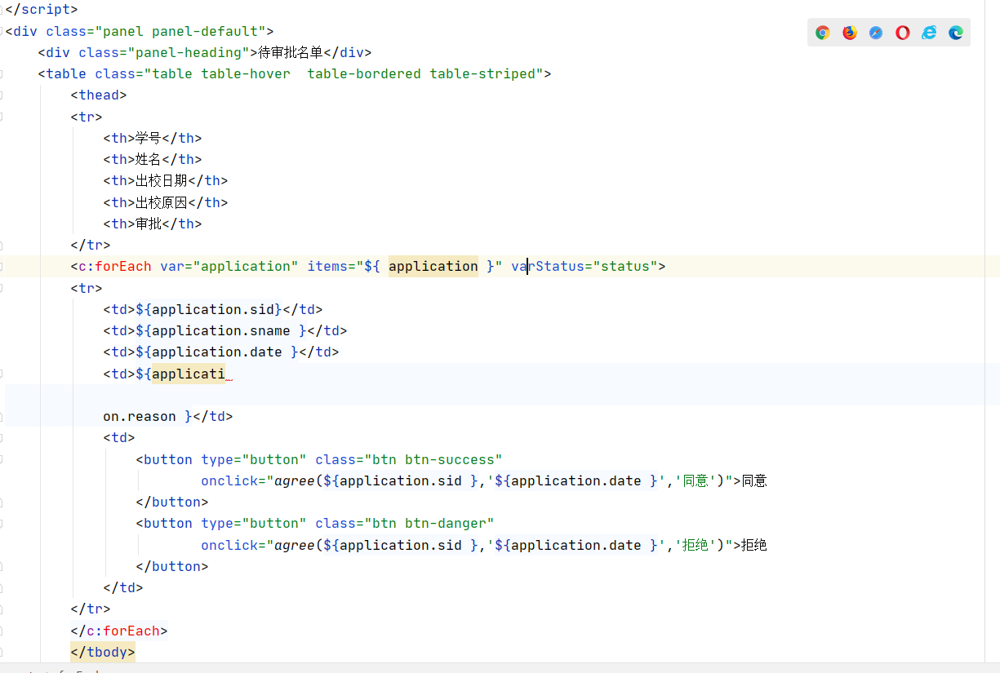 </script>
<div class="panel panel-default">
    <div class="panel-heading">待审批名单</div>
    <table class="table table-hover  table-bordered table-striped">
        <thead>
        <tr>
            <th>学号</th>
            <th>姓名</th>
            <th>出校日期</th>
            <th>出校原因</th>
            <th>审批</th>
        </tr>
        <c:forEach var="application" items="${ application }" varStatus="status">
        <tr>
            <td>${application.sid}</td>
            <td>${application.sname }</td>
            <td>${application.date }</td>
            <td>${applicati
            on.reason }</td>
            <td>
                <button type="button" class="btn btn-success"
                        onclick="agree(${application.sid },'${application.date }','同意')">同意
                </button>
                <button type="button" class="btn btn-danger"
                        onclick="agree(${application.sid },'${application.date }','拒绝')">拒绝
                </button>
            </td>
        </tr>
        </c:forEach>
        </tbody>